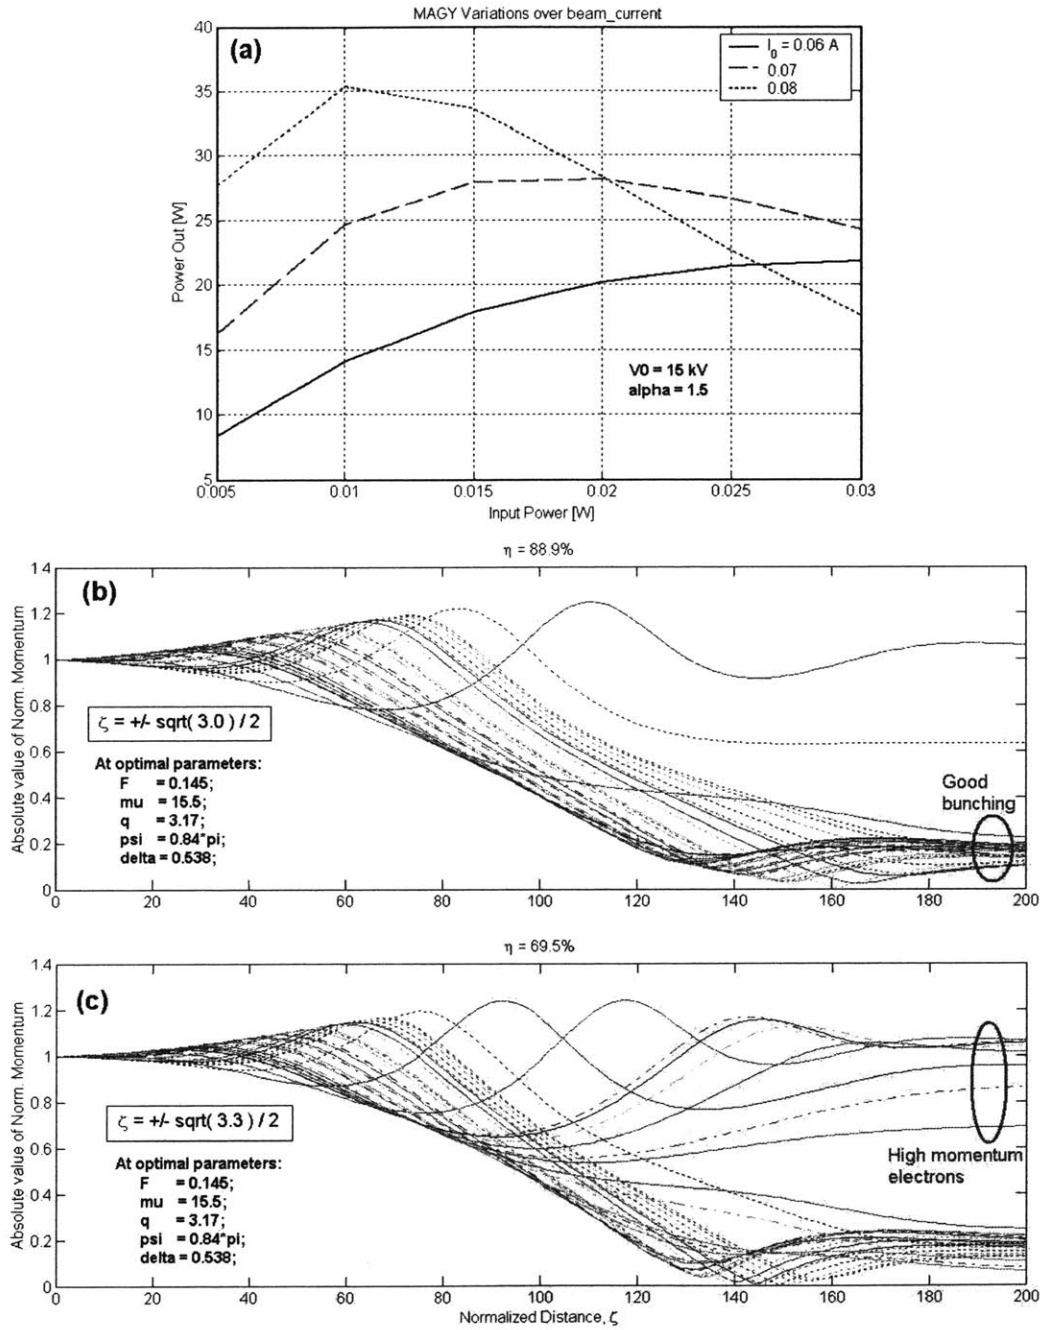 MAGY Variations over beam_current
(a)
I0 = 0.06 A
0.07
0.08
40
35
30
25
20
15
10
5
Power Out [W]
V0 = 15 kV
alpha = 1.5
0.005 0.01 0.015 0.02 0.025 0.03
Input Power [W]
η = 88.9%
(b)
1.4
1.2
1
0.8
0.6
0.4
0.2
0
Absolute value of Norm. Momentum
ζ = +/- sqrt( 3.0 ) / 2
At optimal parameters:
F = 0.145;
mu = 15.5;
q = 3.17;
psi = 0.84*pi;
delta = 0.538;
Good
bunching
0 20 40 60 80 100 120 140 160 180 200
η = 69.5%
(c)
1.4
1.2
1
0.8
0.6
0.4
0.2
0
Absolute value of Norm. Momentum
ζ = +/- sqrt( 3.3 ) / 2
At optimal parameters:
F = 0.145;
mu = 15.5;
q = 3.17;
psi = 0.84*pi;
delta = 0.538;
High momentum
electrons
0 20 40 60 80 100 120 140 160 180 200
Normalized Distance, ζ